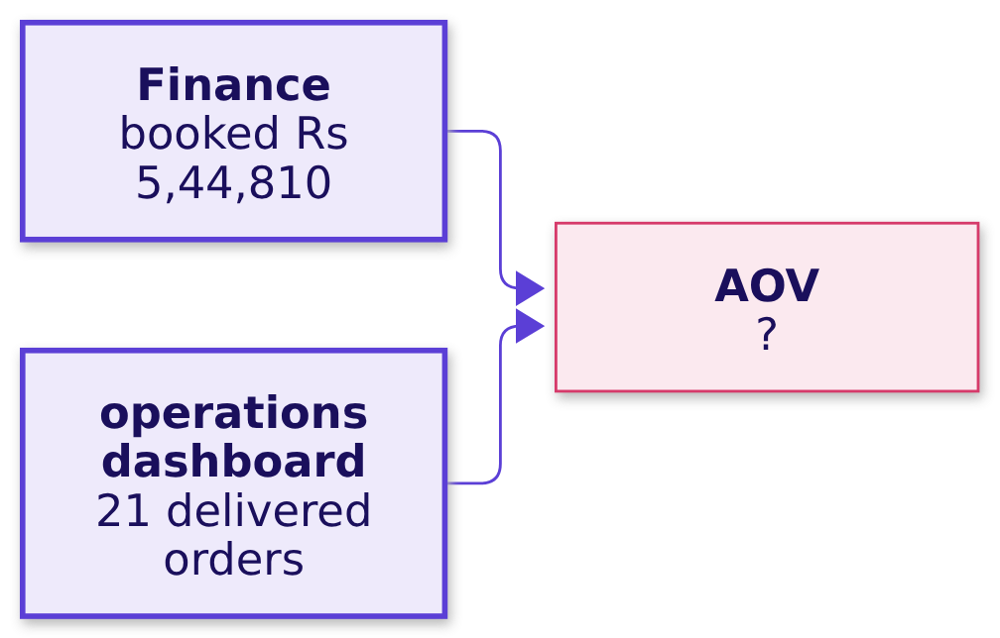 Finance
booked Rs
5,44,810
operations
dashboard
21 delivered
orders
AOV
?